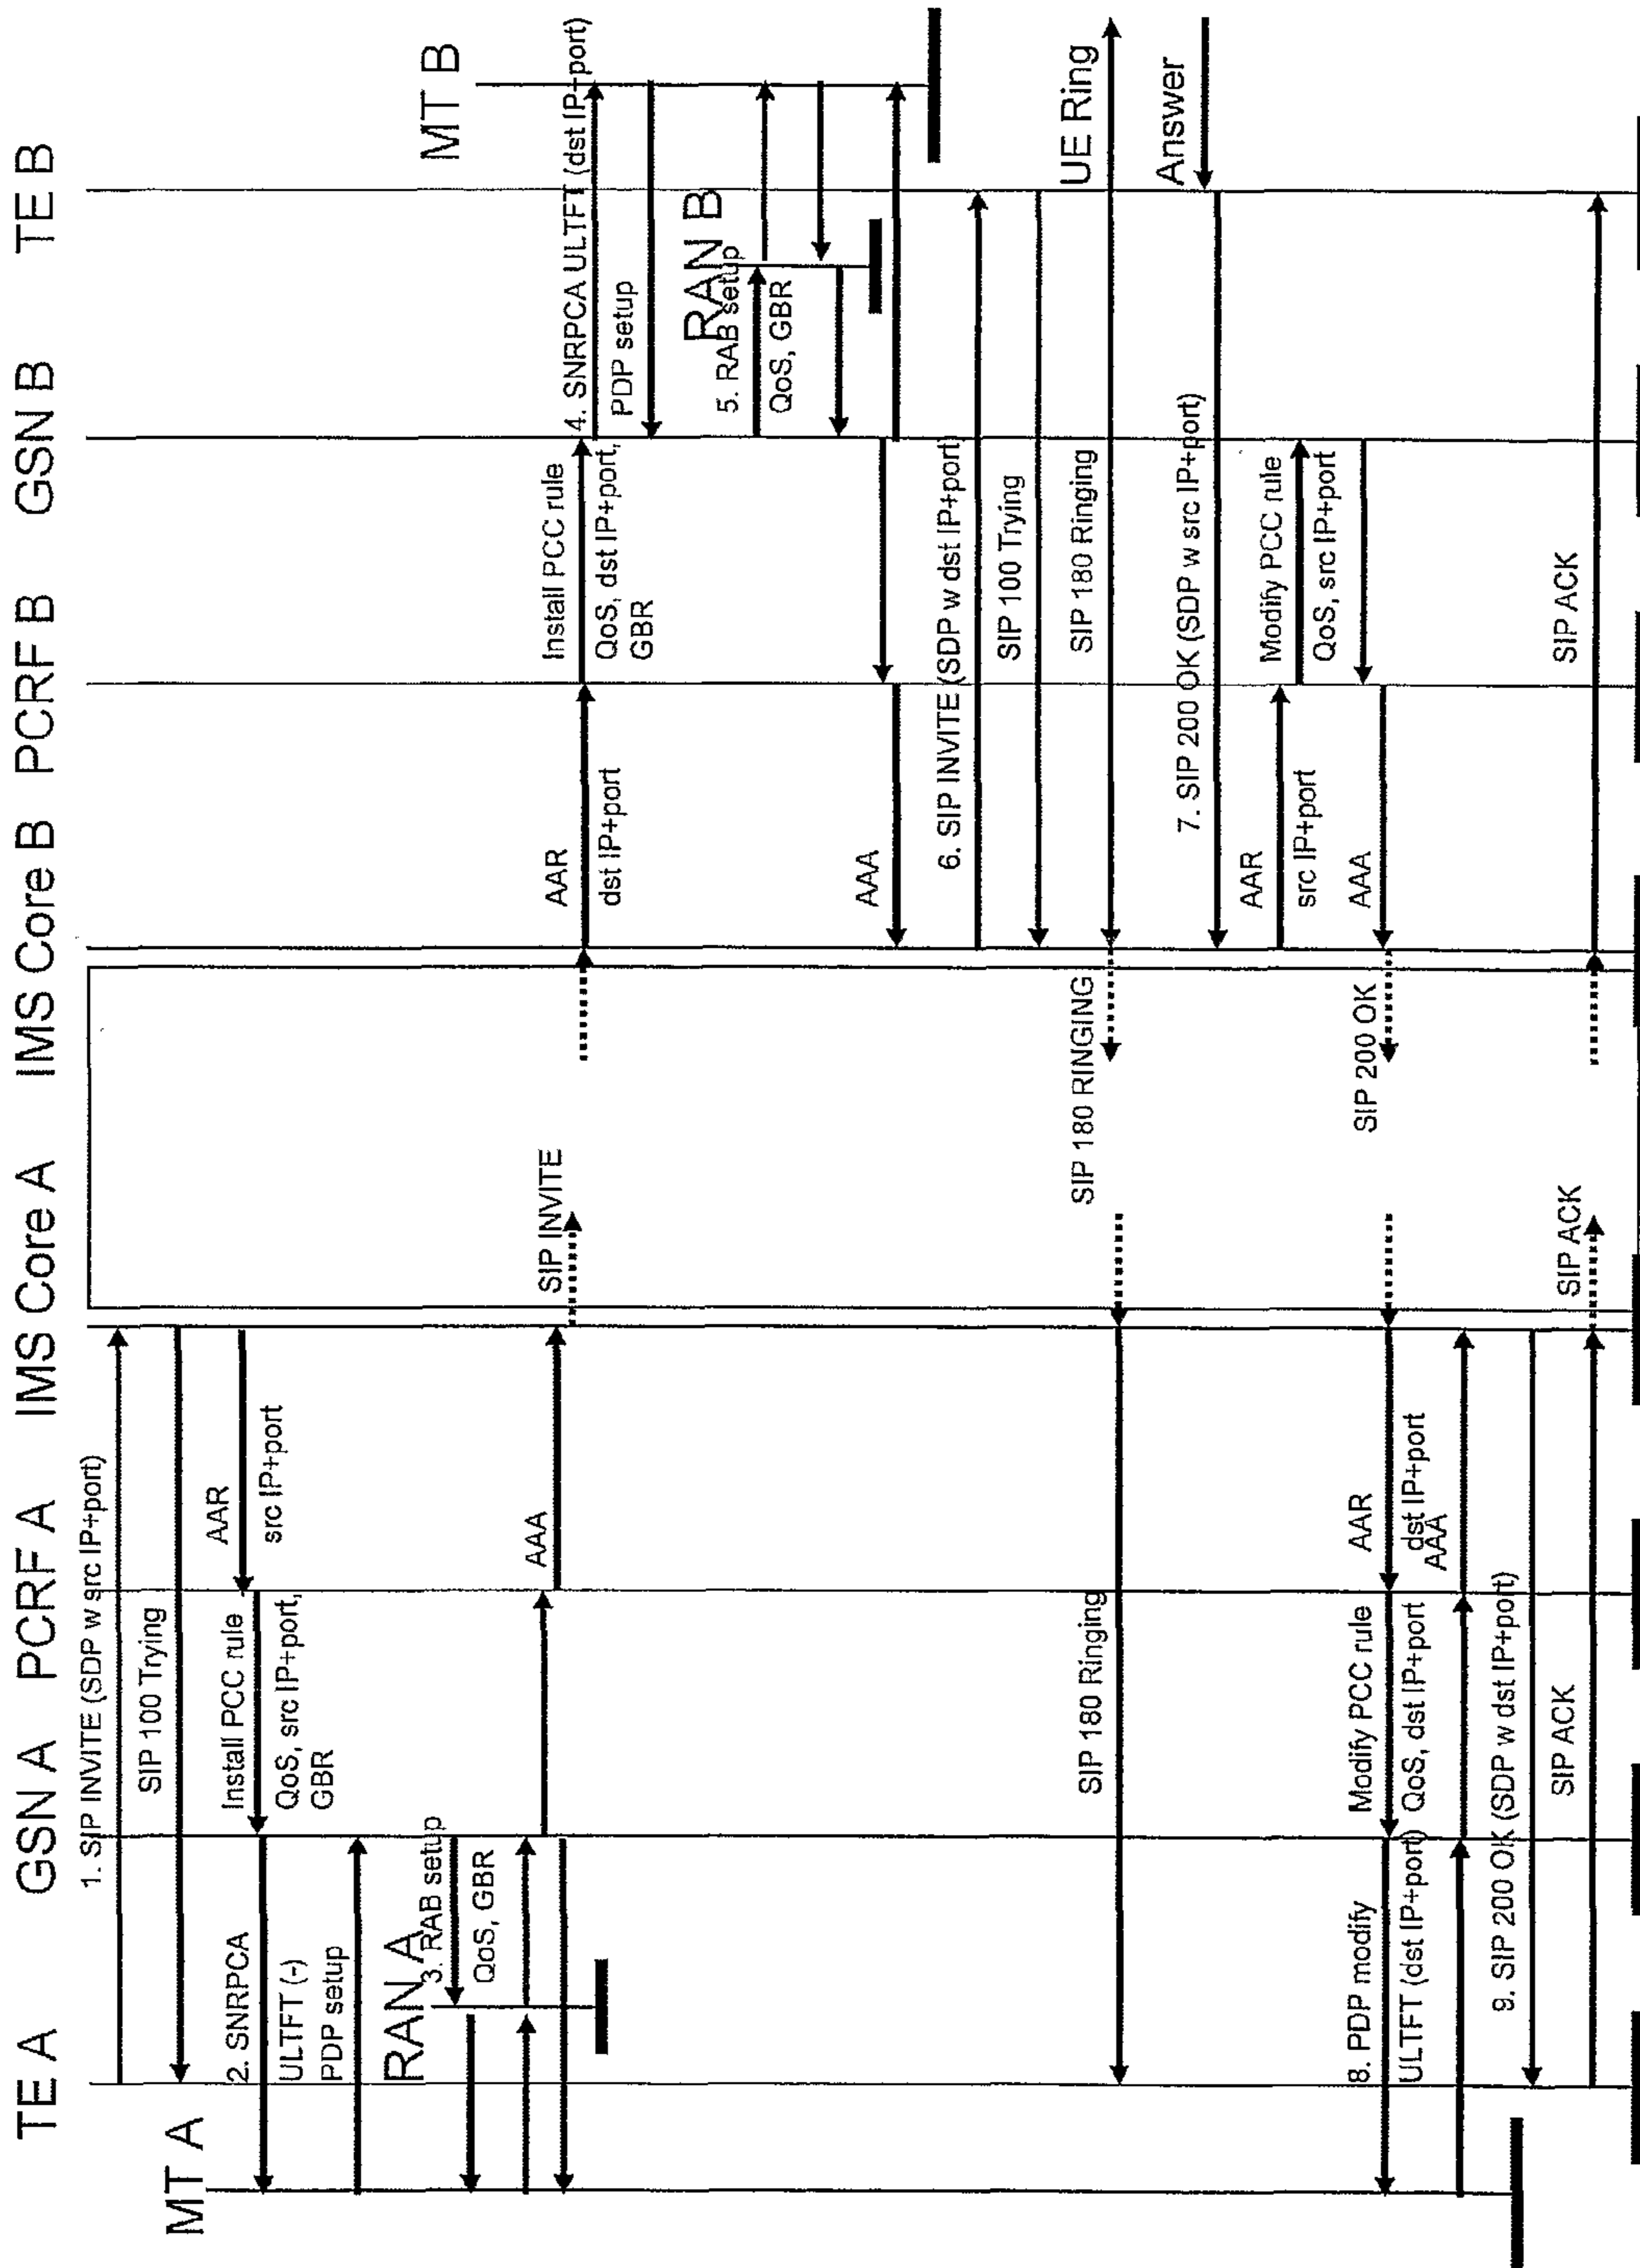 TE A
GSN A
PCRF A
IMS Core A
IMS Core B
PCRF B
GSN B
TE B
MT A
1. SIP INVITE (SDP w src IP+port)
SIP 100 Trying
AAR
src IP+port
Install PCC rule
QoS, src IP+port,
GBR
2. SNRPCA
ULTFT (-)
PDP setup
RAN A
3. RAB setup
QoS, GBR
AAA
SIP INVITE
AAR
dst IP+port
Install PCC rule
QoS, dst IP+port,
GBR
MT B
4. SNRPCA ULTFT (dst IP+port)
PDP setup
RAN B
5. RAB setup
QoS, GBR
AAA
6. SIP INVITE (SDP w dst IP+port)
SIP 100 Trying
SIP 180 Ringing
UE Ring
SIP 180 RINGING
SIP 180 Ringing
Answer
7. SIP 200 OK (SDP w src IP+port)
AAR
src IP+port
Modify PCC rule
QoS, src IP+port
AAA
SIP 200 OK
AAR
dst IP+port
AAA
Modify PCC rule
QoS, dst IP+port
8. PDP modify
ULTFT (dst IP+port)
9. SIP 200 OK (SDP w dst IP+port)
SIP ACK
SIP ACK
SIP ACK